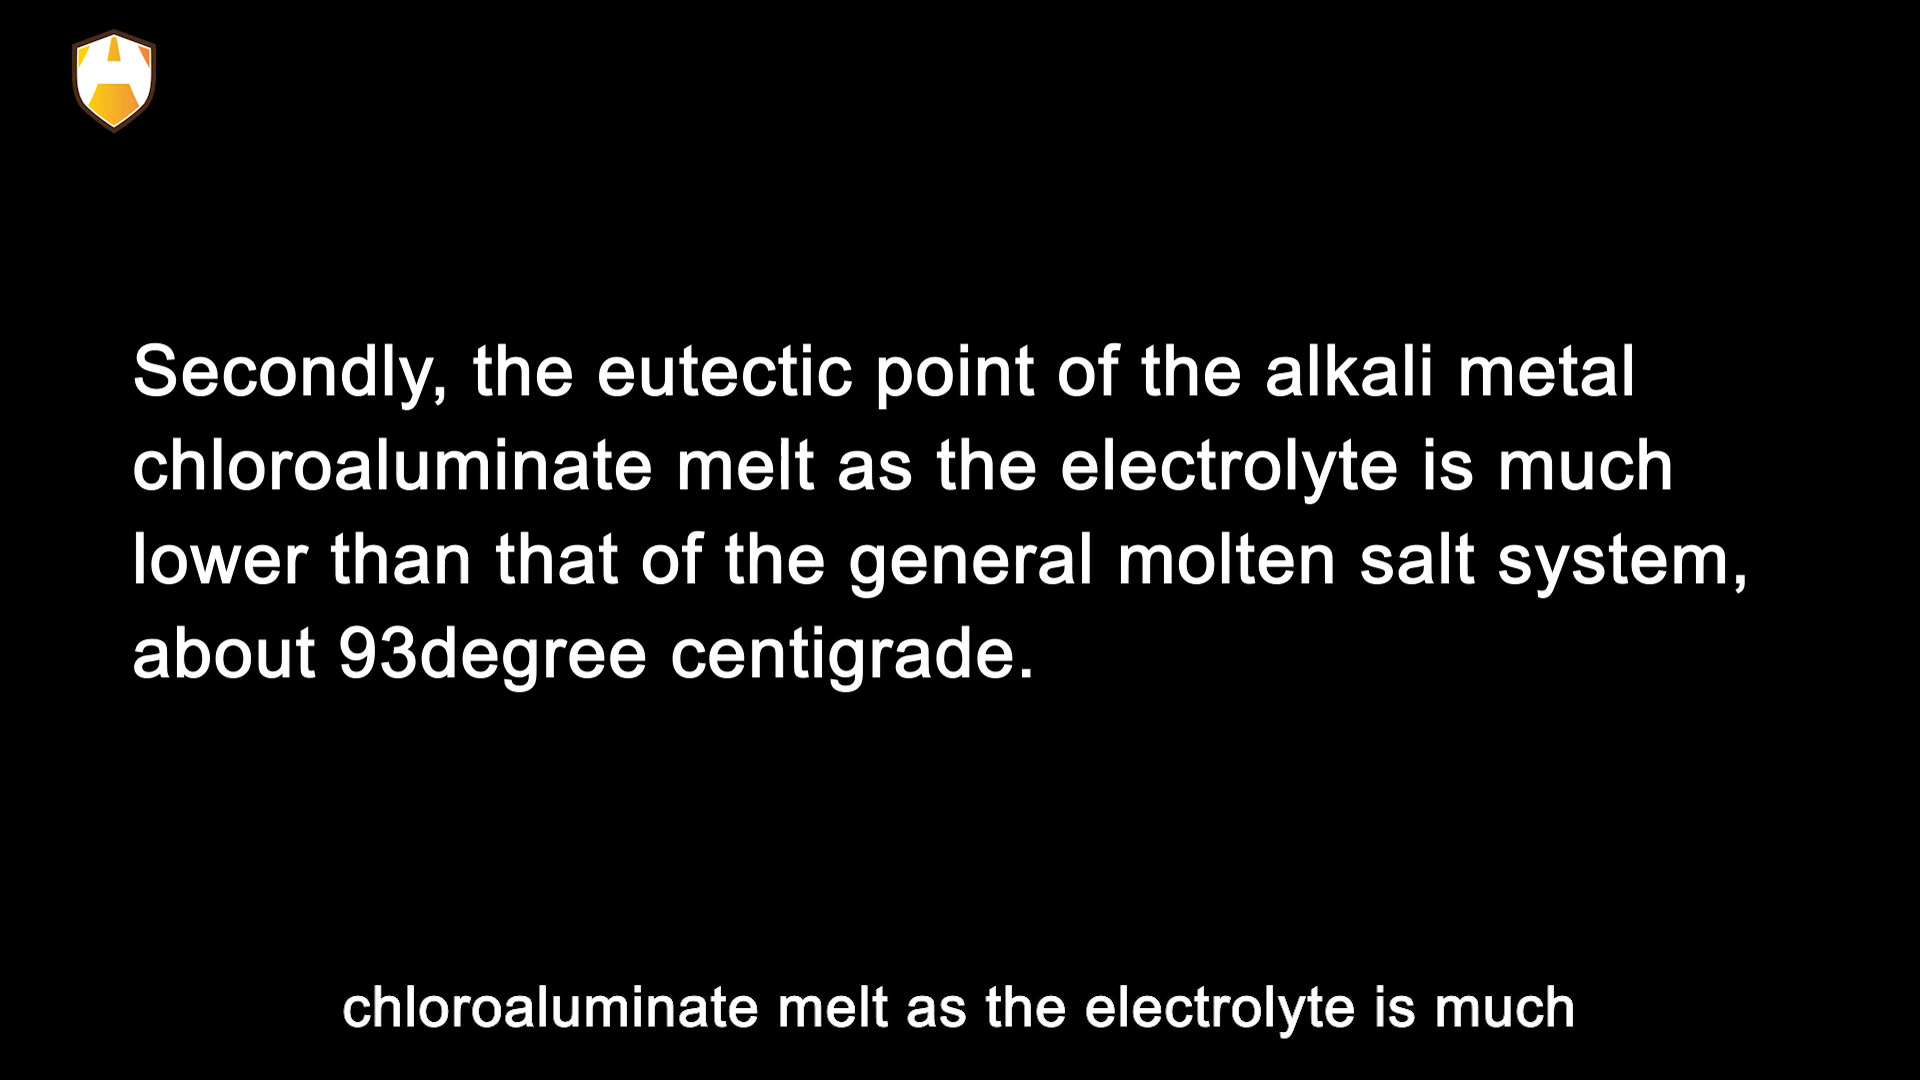 Secondly, the eutectic point of the alkali metal
chloroaluminate melt as the electrolyte is much
lower than that of the general molten salt system,
about 93degree centigrade.
chloroaluminate melt as the electrolyte is much